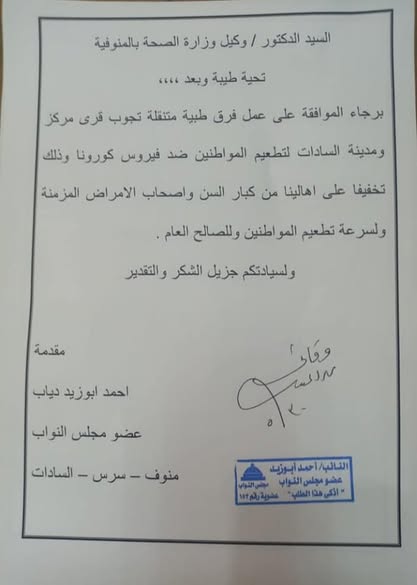 السيد الدكتور / وكيل وزارة الصحة بالمنوفية
تحية طيبة وبعد ،،،،
برجاء الموافقة على عمل فرق طبية متنقلة تجوب قرى مركز
ومدينة السادات لتطعيم المواطنين ضد فيروس كورونا وذلك
تخفيفا على اهالينا من كبار السن واصحاب الامراض المزمنة
ولسرعة تطعيم المواطنين وللصالح العام .
ولسيادتكم جزيل الشكر والتقدير
مقدمة
احمد ابوزيد دياب
عضو مجلس النواب
منوف – سرس – السادات
النائب/ أحمد أبوزيد
عضو مجلس النواب
" أزكى هذا الطلب " عضوية رقم ١٥٢
مجلس النواب